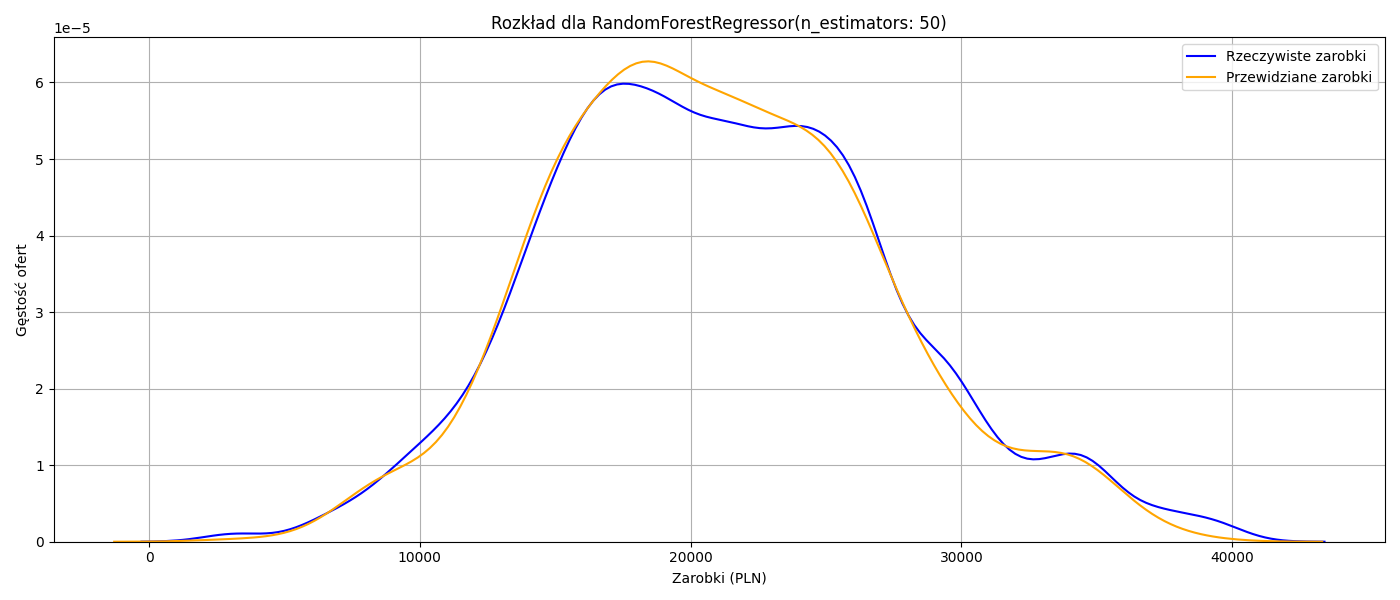 Rozkład dla RandomForestRegressor(n_estimators: 50)
1e−5
Rzeczywiste zarobki
Przewidziane zarobki
6
5
4
3
2
1
0
Gęstość ofert
0 10000 20000 30000 40000
Zarobki (PLN)